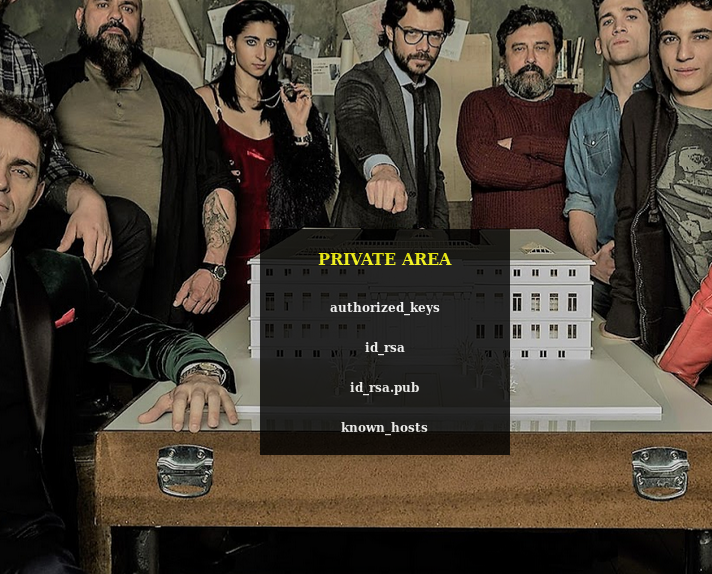 PRIVATE AREA
authorized_keys
id_rsa
id_rsa.pub
known_hosts